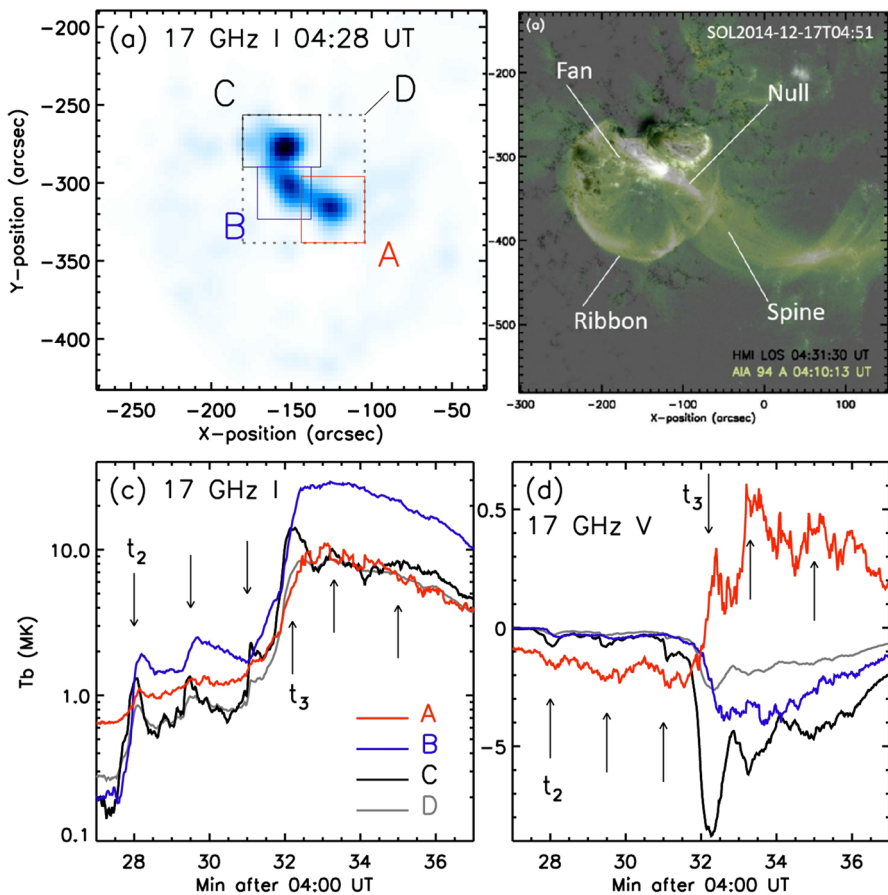 (a) 17 GHz I 04:28 UT
C
D
B
A
Y-position (arcsec)
-200
-250
-300
-350
-400
-250 -200 -150 -100 -50
X-position (arcsec)
(a)
SOL2014-12-17T04:51
Fan
Null
Ribbon
Spine
HMI LOS 04:31:30 UT
AIA 94 A 04:10:13 UT
-200
-300
-400
-500
-300 -200 -100 0 100
X-position (arcsec)
(c) 17 GHz I
t2
t3
A
B
C
D
Tb (MK)
10.0
1.0
0.1
28 30 32 34 36
Min after 04:00 UT
(d)
17 GHz V
t3
t2
0.5
0
-5
28 30 32 34 36
Min after 04:00 UT